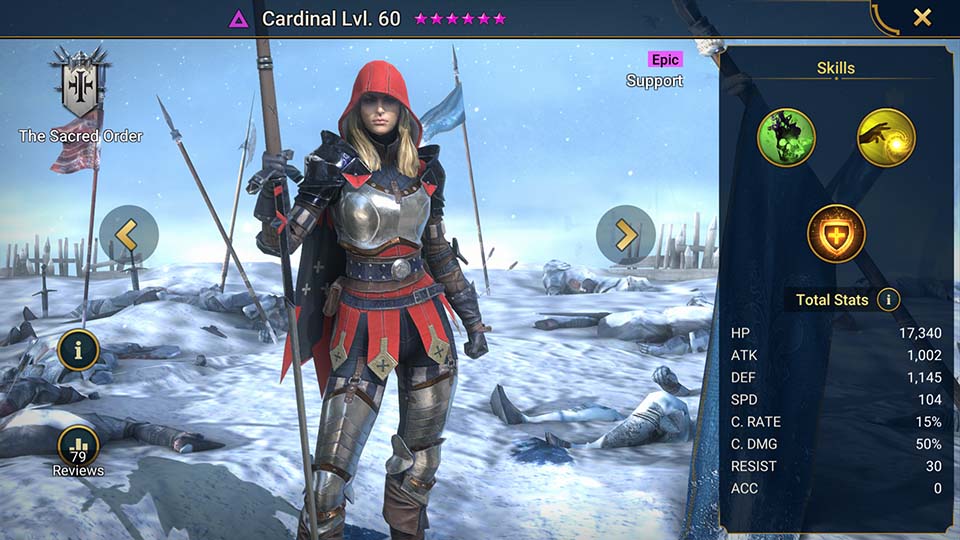 Cardinal Lvl. 60
The Sacred Order
Epic
Support
79
Reviews
Skills
Total Stats
HP 17,340
ATK 1,002
DEF 1,145
SPD 104
C. RATE 15%
C. DMG 50%
RESIST 30
ACC 0